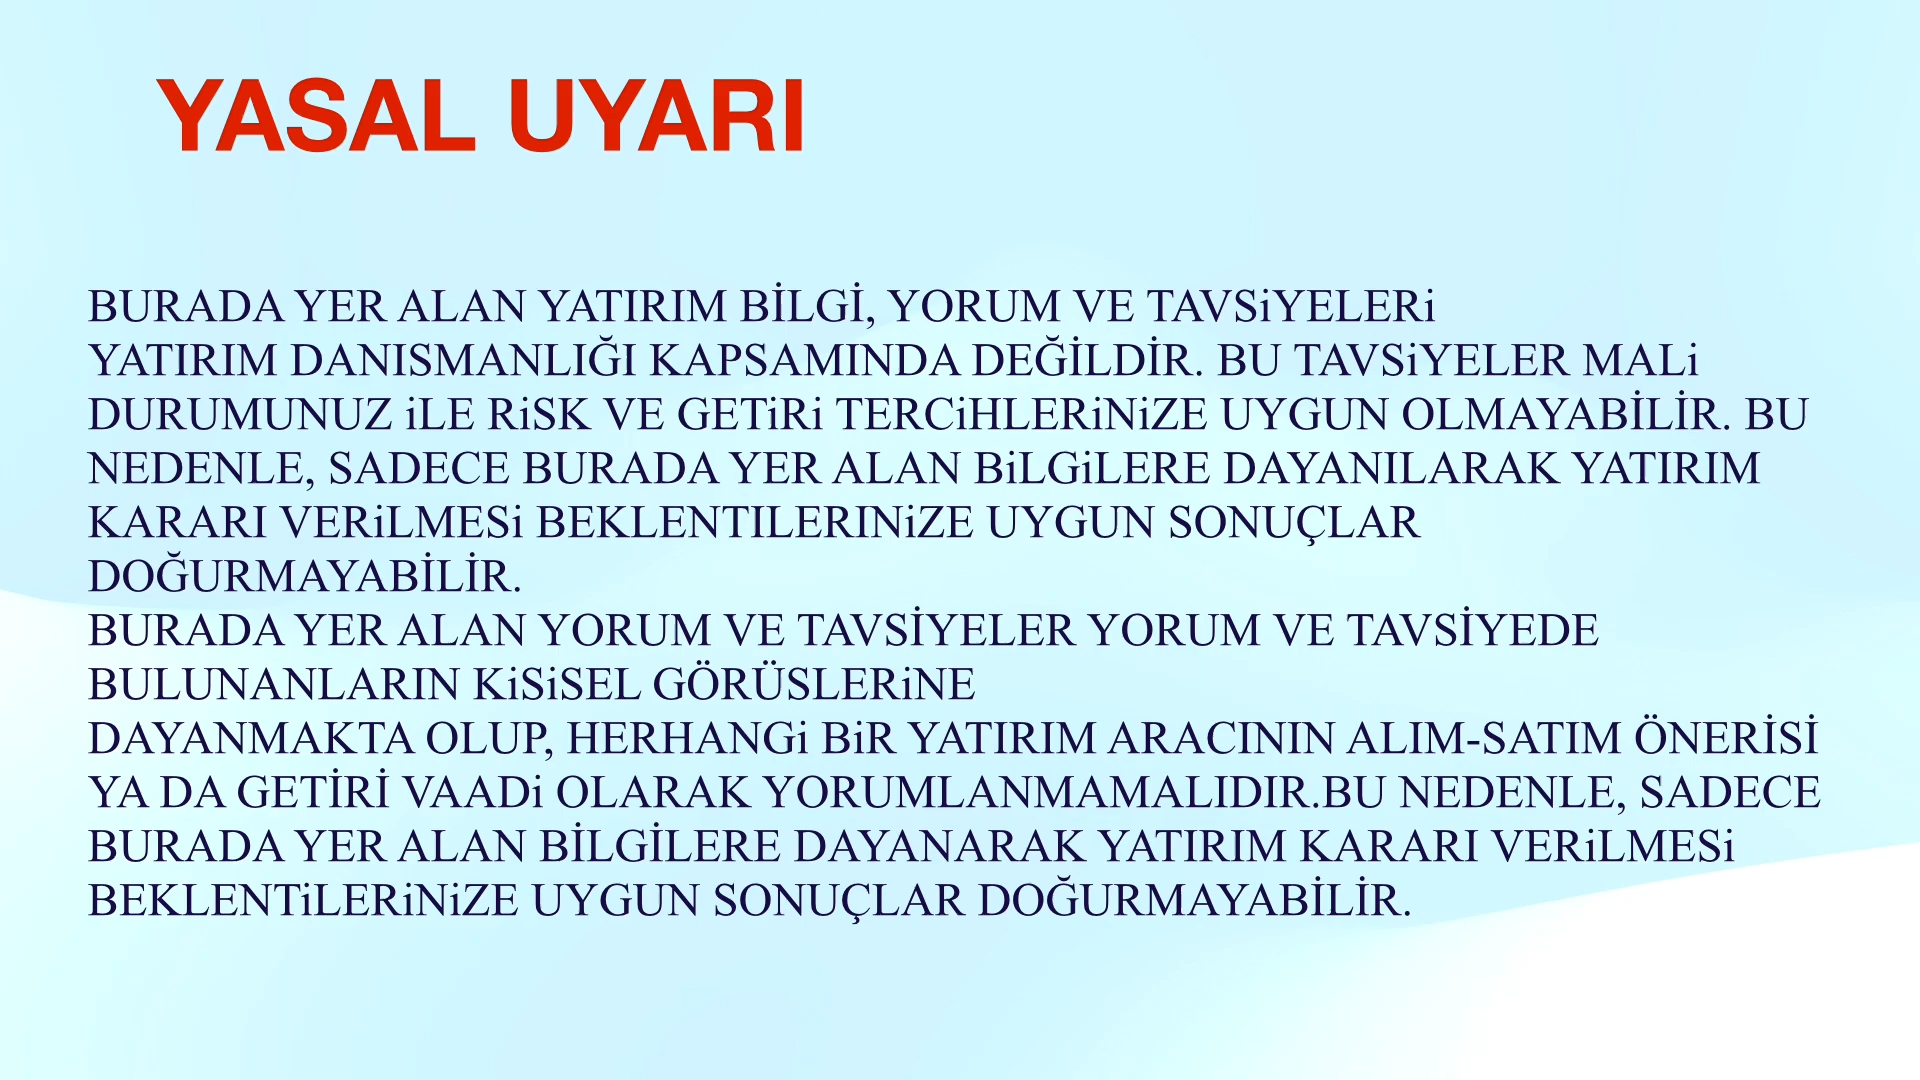 YASAL UYARI
BURADA YER ALAN YATIRIM BİLGİ, YORUM VE TAVSiYELERi
YATIRIM DANISMANLIĞI KAPSAMINDA DEĞİLDİR. BU TAVSiYELER MALi
DURUMUNUZ iLE RiSK VE GETiRi TERCiHLERiNiZE UYGUN OLMAYABİLİR. BU
NEDENLE, SADECE BURADA YER ALAN BiLGiLERE DAYANILARAK YATIRIM
KARARI VERiLMESi BEKLENTILERINiZE UYGUN SONUÇLAR
DOĞURMAYABİLİR.
BURADA YER ALAN YORUM VE TAVSİYELER YORUM VE TAVSİYEDE
BULUNANLARIN KiSiSEL GÖRÜSLERiNE
DAYANMAKTA OLUP, HERHANGi BiR YATIRIM ARACININ ALIM-SATIM ÖNERİSİ
YA DA GETİRİ VAADi OLARAK YORUMLANMAMALIDIR.BU NEDENLE, SADECE
BURADA YER ALAN BİLGİLERE DAYANARAK YATIRIM KARARI VERiLMESi
BEKLENTiLERiNiZE UYGUN SONUÇLAR DOĞURMAYABİLİR.